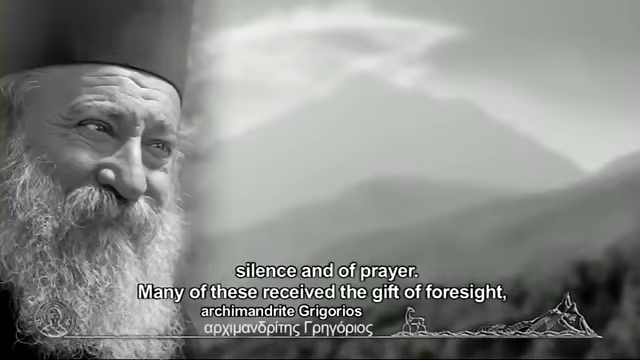 silence and of prayer.
Many of these received the gift of foresight,
archimandrite Grigorios
αρχιμανδρίτης Γρηγόριος